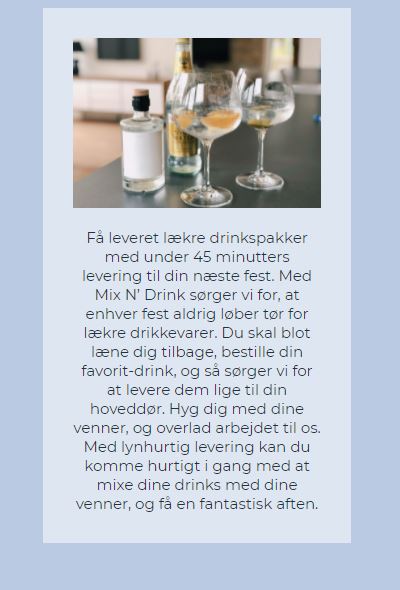 Få leveret lækre drinkspakker
med under 45 minutters
levering til din næste fest. Med
Mix N’ Drink sørger vi for, at
enhver fest aldrig løber tør for
lækre drikkevarer. Du skal blot
læne dig tilbage, bestille din
favorit-drink, og så sørger vi for
at levere dem lige til din
hoveddør. Hyg dig med dine
venner, og overlad arbejdet til os.
Med lynhurtig levering kan du
komme hurtigt i gang med at
mixe dine drinks med dine
venner, og få en fantastisk aften.